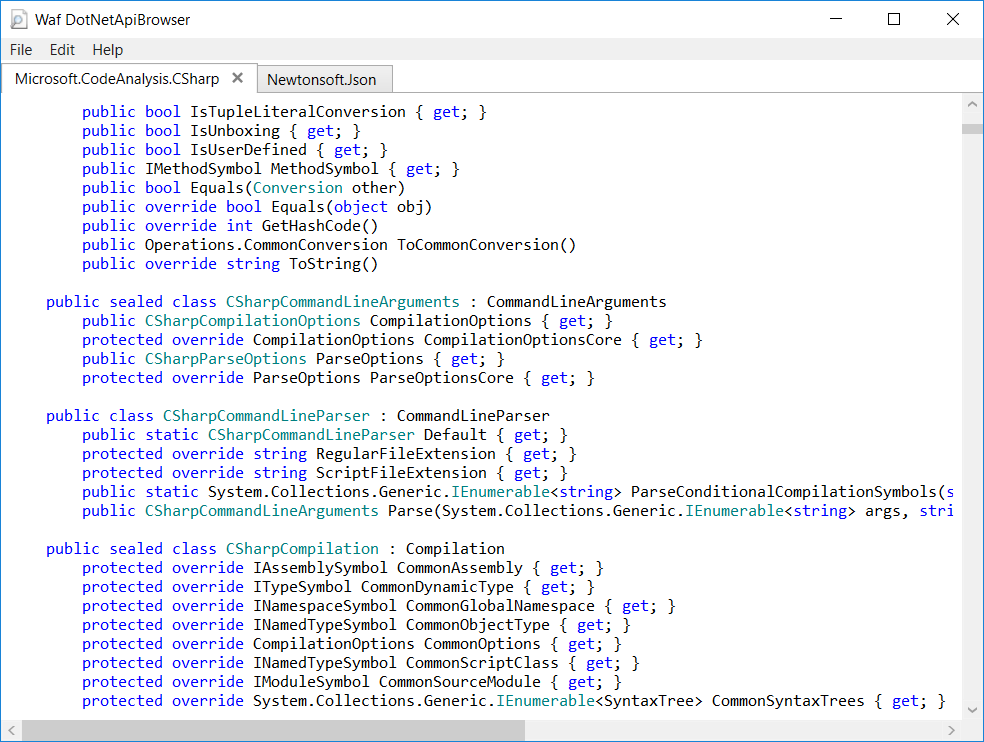 Waf DotNetApiBrowser
File Edit Help
Microsoft.CodeAnalysis.CSharp Newtonsoft.Json
public bool IsTupleLiteralConversion { get; }
public bool IsUnboxing { get; }
public bool IsUserDefined { get; }
public IMethodSymbol MethodSymbol { get; }
public bool Equals(Conversion other)
public override bool Equals(object obj)
public override int GetHashCode()
public Operations.CommonConversion ToCommonConversion()
public override string ToString()
public sealed class CSharpCommandLineArguments : CommandLineArguments
public CSharpCompilationOptions CompilationOptions { get; }
protected override CompilationOptions CompilationOptionsCore { get; }
public CSharpParseOptions ParseOptions { get; }
protected override ParseOptions ParseOptionsCore { get; }
public class CSharpCommandLineParser : CommandLineParser
public static CSharpCommandLineParser Default { get; }
protected override string RegularFileExtension { get; }
protected override string ScriptFileExtension { get; }
public static System.Collections.Generic.IEnumerable<string> ParseConditionalCompilationSymbols(s
public CSharpCommandLineArguments Parse(System.Collections.Generic.IEnumerable<string> args, stri
public sealed class CSharpCompilation : Compilation
protected override IAssemblySymbol CommonAssembly { get; }
protected override ITypeSymbol CommonDynamicType { get; }
protected override INamespaceSymbol CommonGlobalNamespace { get; }
protected override INamedTypeSymbol CommonObjectType { get; }
protected override CompilationOptions CommonOptions { get; }
protected override INamedTypeSymbol CommonScriptClass { get; }
protected override IModuleSymbol CommonSourceModule { get; }
protected override System.Collections.Generic.IEnumerable<SyntaxTree> CommonSyntaxTrees { get; }